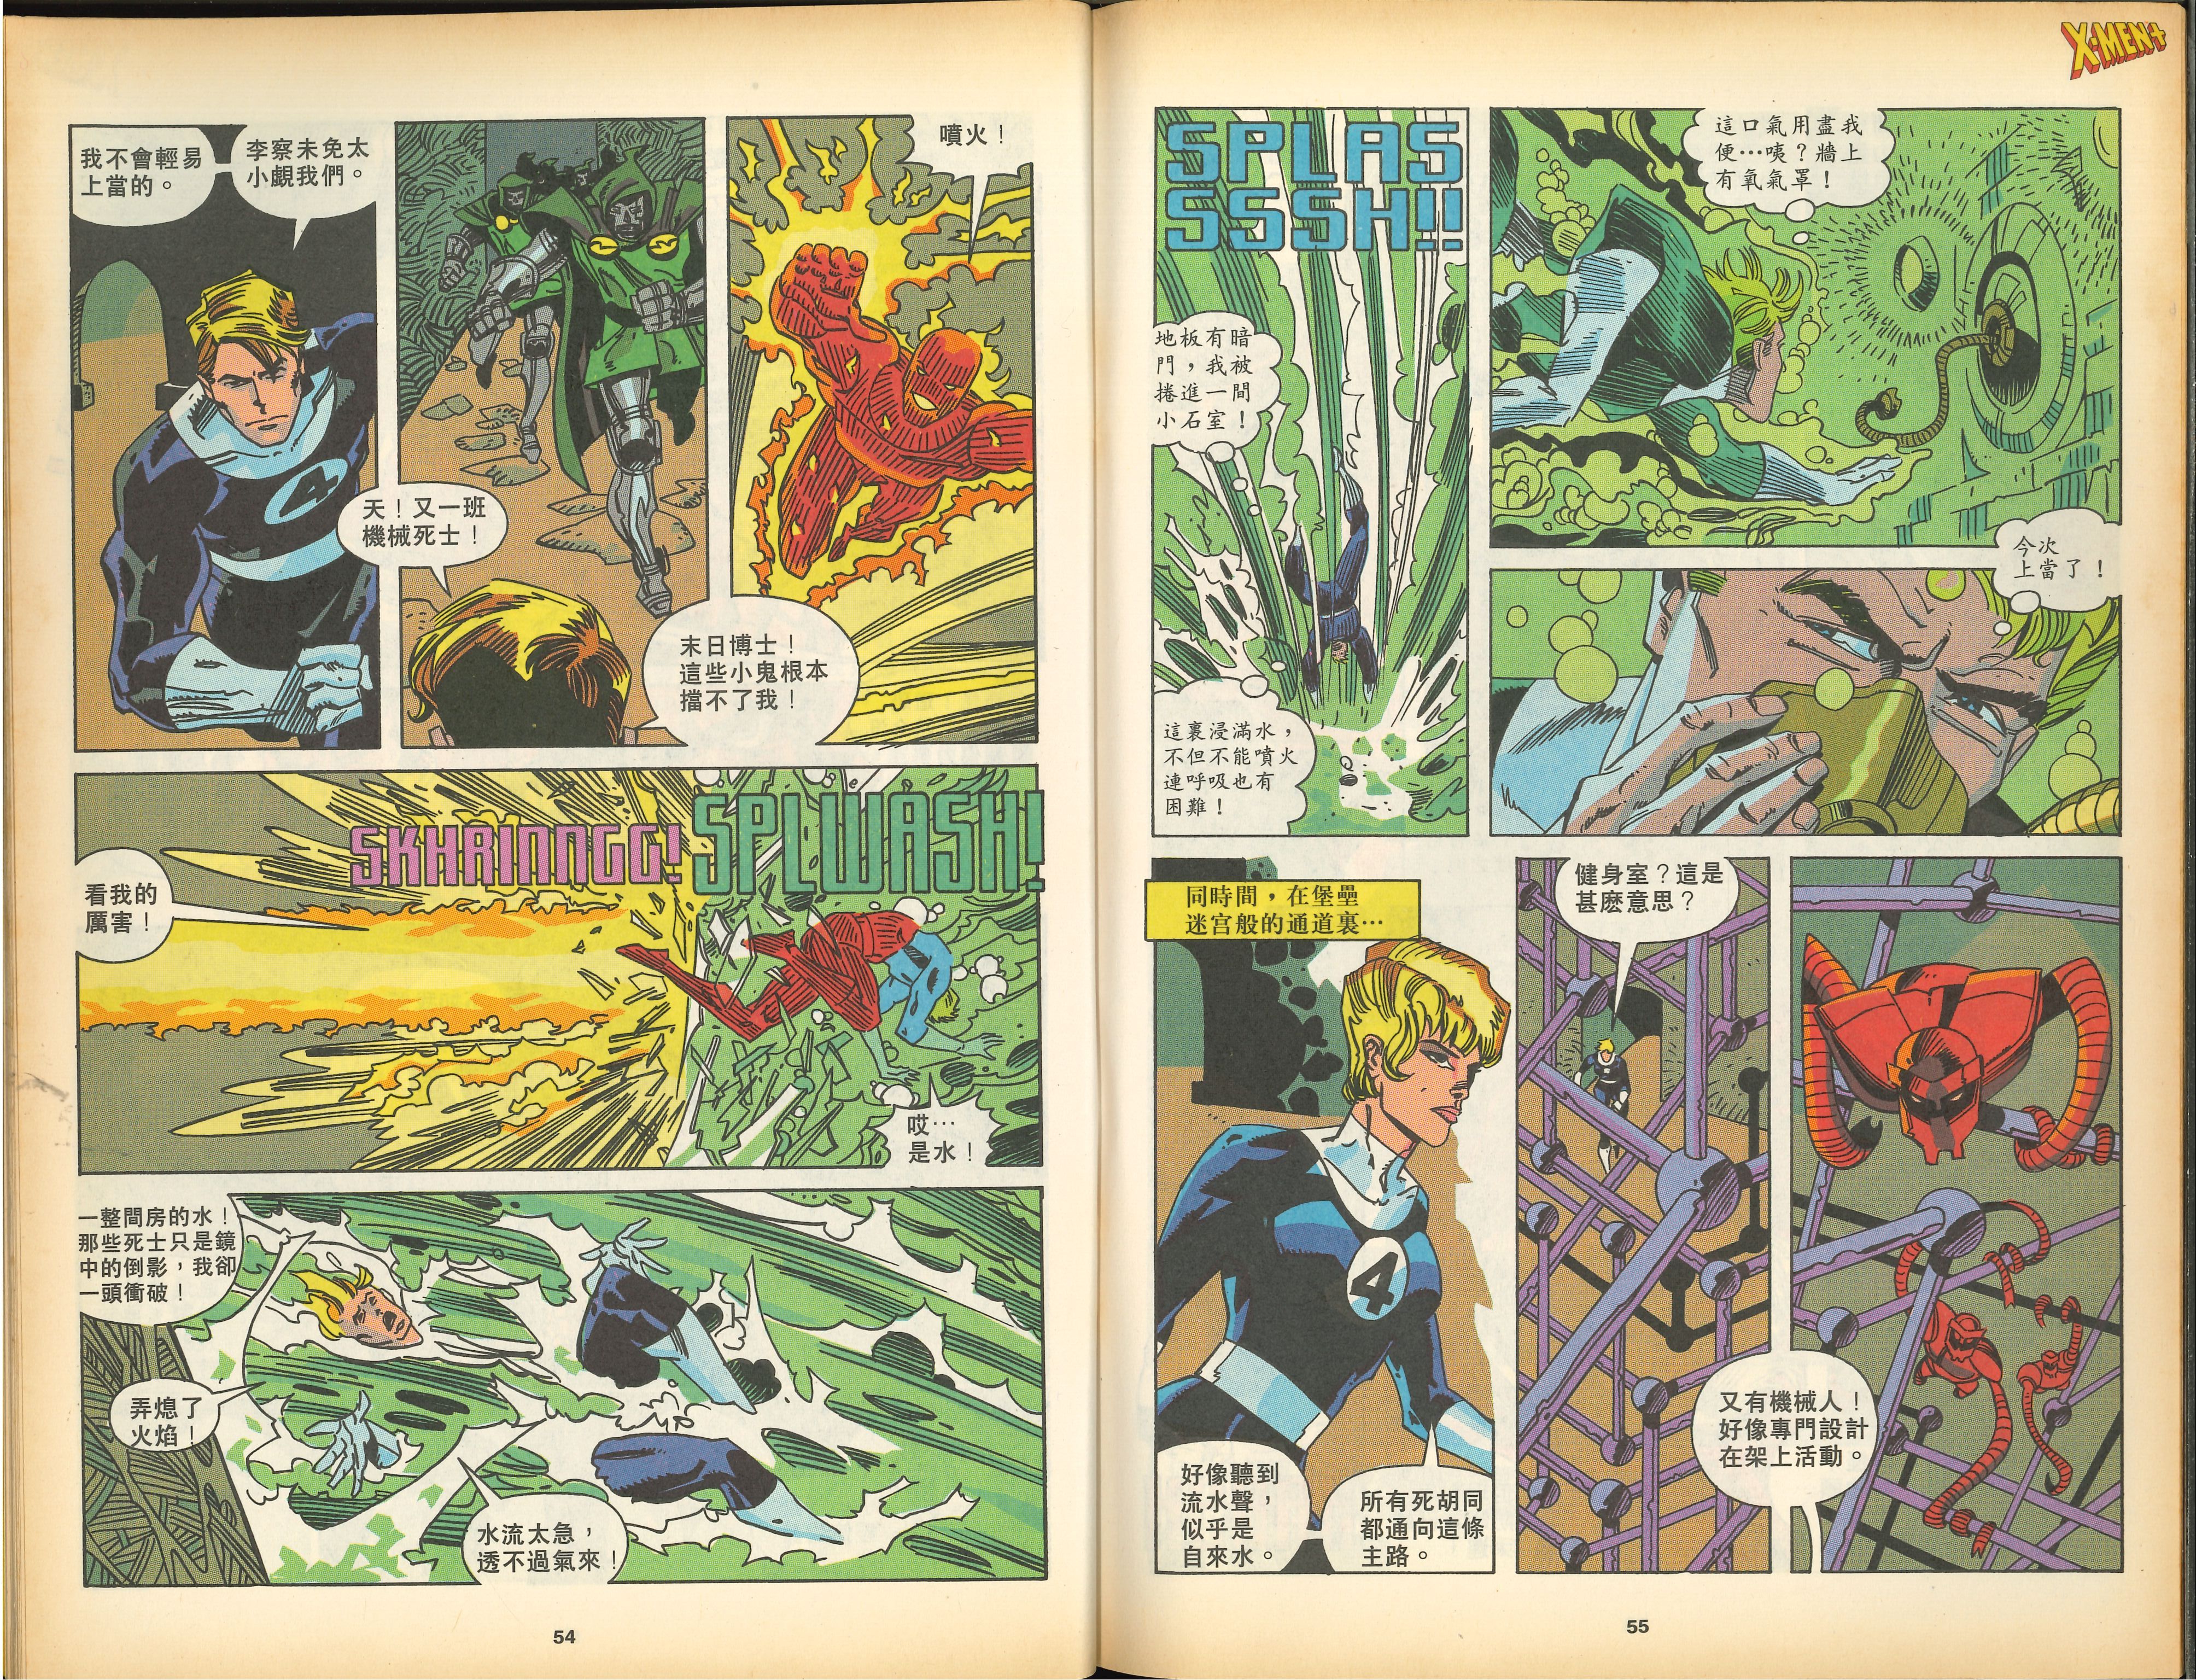 X-MEN+
我不會輕易
上當的。
李察未免太
小覷我們。
天！又一班
機械死士！
噴火！
末日博士！
這些小鬼根本
擋不了我！
看我的
厲害！
SKHRINNGG!
SPLWASH!
哎…
是水！
一整間房的水！
那些死士只是鏡
中的倒影，我卻
一頭衝破！
弄熄了
火焰！
水流太急，
透不過氣來！
54
SPLAS
SSSH!!
地板有暗
門，我被
捲進一間
小石室！
這裏浸滿水，
不但不能噴火
連呼吸也有
困難！
這口氣用盡我
便…咦？牆上
有氧氣罩！
今次
上當了！
同時間，在堡壘
迷宮般的通道裏…
4
好像聽到
流水聲，
似乎是
自來水。
所有死胡同
都通向這條
主路。
健身室？這是
甚麽意思？
又有機械人！
好像專門設計
在架上活動。
55